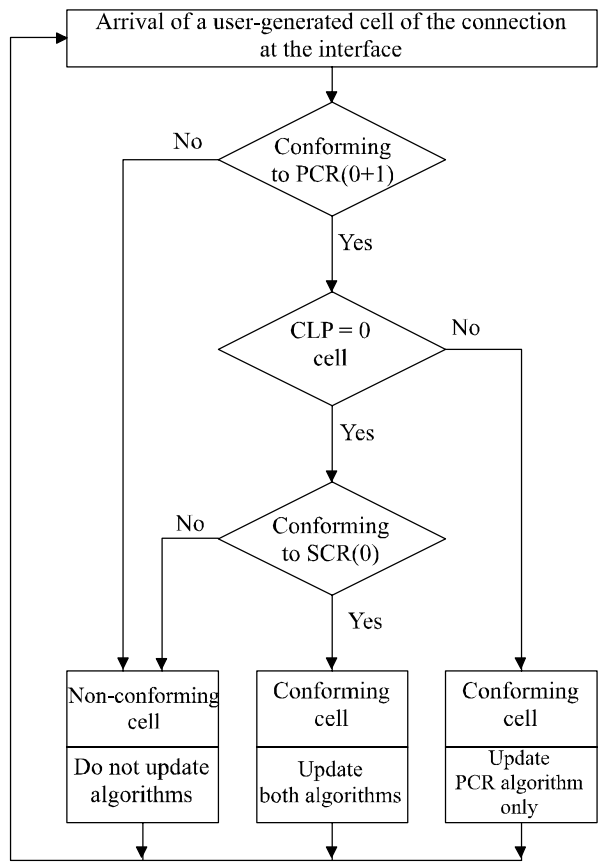 Arrival of a user-generated cell of the connection
at the interface
No
Conforming
to PCR(0+1)
Yes
CLP = 0
cell
No
Yes
No
Conforming
to SCR(0)
Yes
Non-conforming
cell
Do not update
algorithms
Conforming
cell
Update
both algorithms
Conforming
cell
Update
PCR algorithm
only